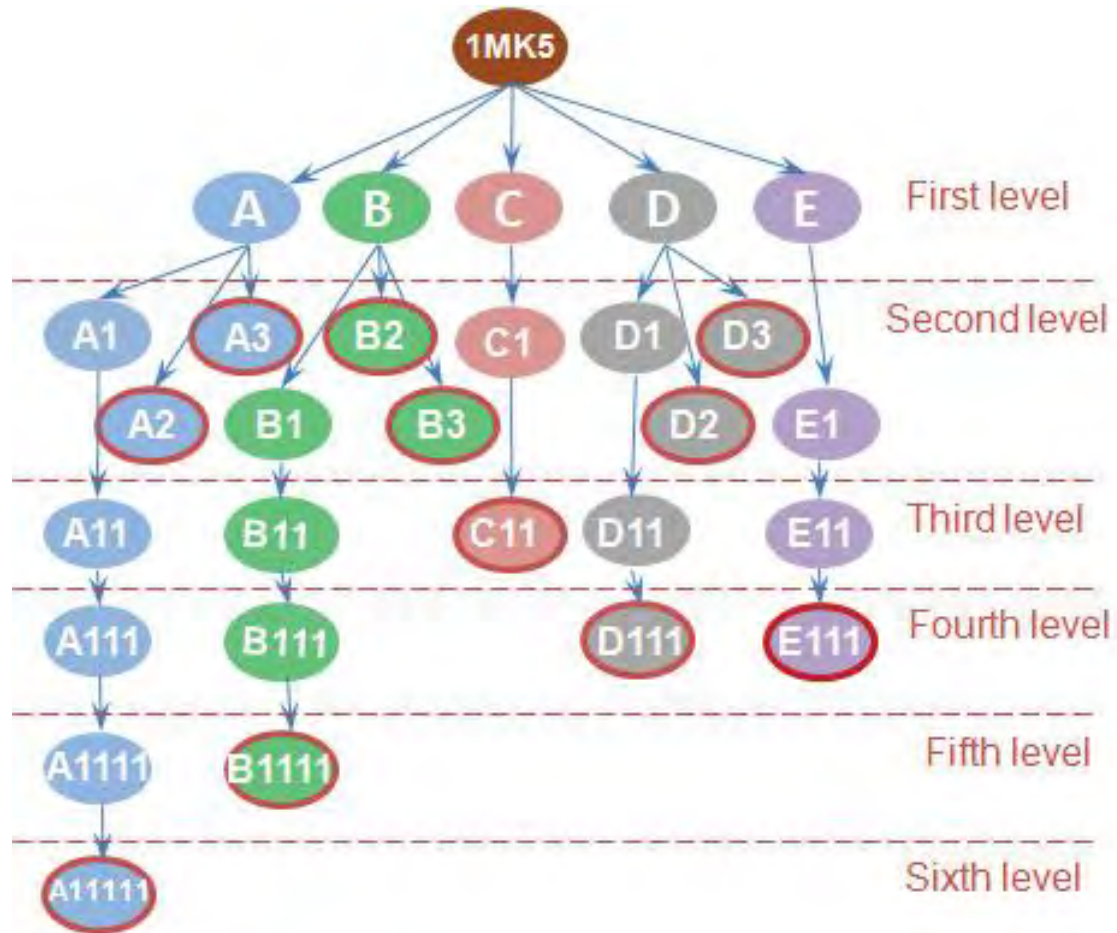 1MK5
A
B
C
D
E
First level
A1
A3
B2
C1
D1
D3
Second level
A2
B1
B3
D2
E1
A11
B11
C11
D11
E11
Third level
A111
B111
D111
E111
Fourth level
A1111
B1111
Fifth level
A11111
Sixth level